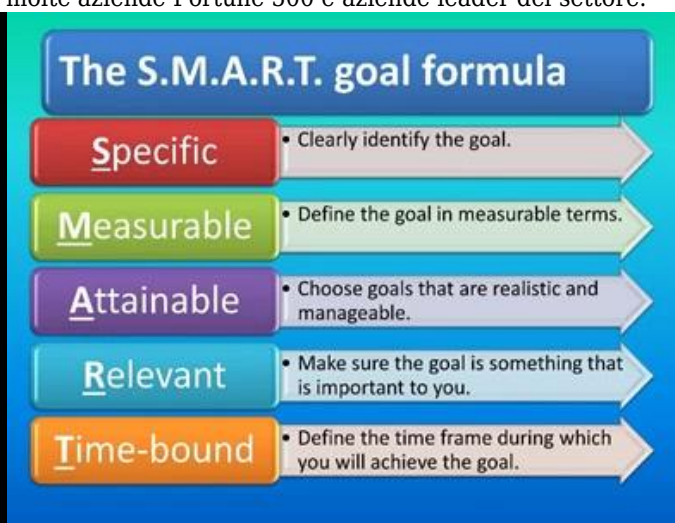 molte aziende Fortune 500 e aziende leader del settore.
The S.M.A.R.T. goal formula
Specific
• Clearly identify the goal.
Measurable
• Define the goal in measurable terms.
Attainable
• Choose goals that are realistic and
manageable.
Relevant
• Make sure the goal is something that
is important to you.
Time-bound
• Define the time frame during which
you will achieve the goal.